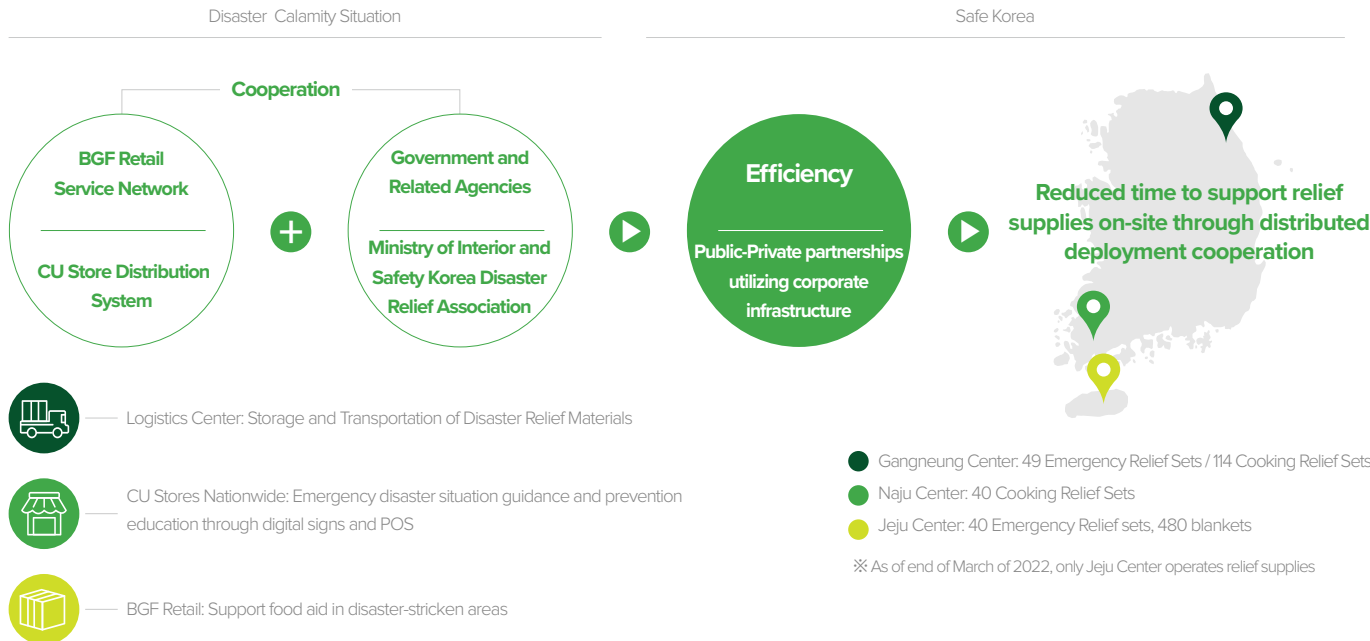 Disaster Calamity Situation
Safe Korea
Cooperation
BGF Retail
Service Network
CU Store Distribution
System
Government and
Related Agencies
Ministry of Interior and
Safety Korea Disaster
Relief Association
Efficiency
Public-Private partnerships
utilizing corporate
infrastructure
Reduced time to support relief
supplies on-site through distributed
deployment cooperation
Logistics Center: Storage and Transportation of Disaster Relief Materials
CU Stores Nationwide: Emergency disaster situation guidance and prevention
education through digital signs and POS
BGF Retail: Support food aid in disaster-stricken areas
Gangneung Center: 49 Emergency Relief Sets / 114 Cooking Relief Sets
Naju Center: 40 Cooking Relief Sets
Jeju Center: 40 Emergency Relief sets, 480 blankets
※ As of end of March of 2022, only Jeju Center operates relief supplies